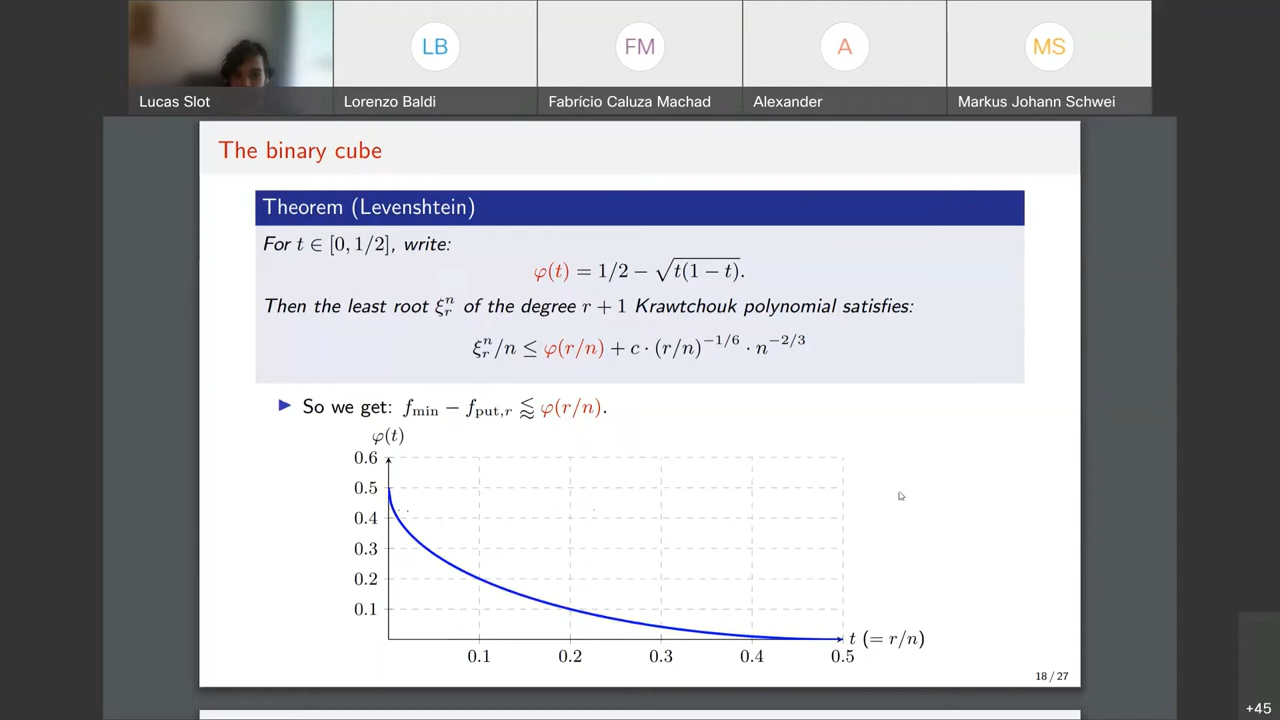 LB
FM
A
MS
Lucas Slot
Lorenzo Baldi
Fabrício Caluza Machad
Alexander
Markus Johann Schwei
The binary cube
Theorem (Levenshtein)
For t ∈ [0, 1/2], write:
φ(t) = 1/2 − √t(1 − t).
Then the least root ξᵣⁿ of the degree r + 1 Krawtchouk polynomial satisfies:
ξᵣⁿ/n ≤ φ(r/n) + c · (r/n)^−1/6 · n^−2/3
So we get: f_min − f_put,r ⪅ φ(r/n).
φ(t)
0.6
0.5
0.4
0.3
0.2
0.1
t (= r/n)
0.1 0.2 0.3 0.4 0.5
18 / 27
+45